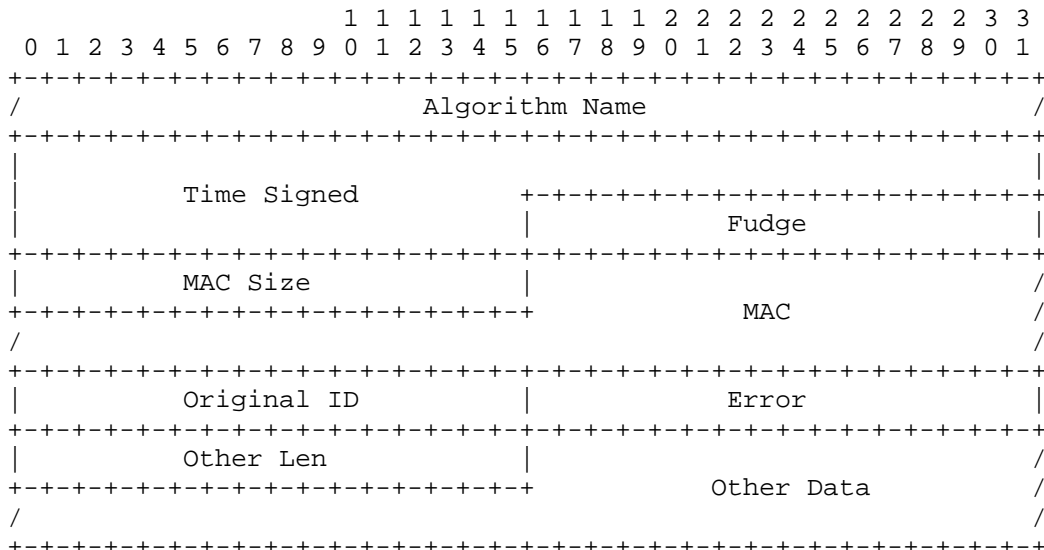 1 1 1 1 1 1 1 1 1 1 2 2 2 2 2 2 2 2 2 2 3 3
 0 1 2 3 4 5 6 7 8 9 0 1 2 3 4 5 6 7 8 9 0 1 2 3 4 5 6 7 8 9 0 1
+-+-+-+-+-+-+-+-+-+-+-+-+-+-+-+-+-+-+-+-+-+-+-+-+-+-+-+-+-+-+-+-+
/                         Algorithm Name                        /
+-+-+-+-+-+-+-+-+-+-+-+-+-+-+-+-+-+-+-+-+-+-+-+-+-+-+-+-+-+-+-+-+
|                                                               |
|          Time Signed          +-+-+-+-+-+-+-+-+-+-+-+-+-+-+-+-+
|                               |            Fudge              |
+-+-+-+-+-+-+-+-+-+-+-+-+-+-+-+-+-+-+-+-+-+-+-+-+-+-+-+-+-+-+-+-+
|          MAC Size             |                               /
+-+-+-+-+-+-+-+-+-+-+-+-+-+-+-+-+             MAC               /
/                                                               /
+-+-+-+-+-+-+-+-+-+-+-+-+-+-+-+-+-+-+-+-+-+-+-+-+-+-+-+-+-+-+-+-+
|          Original ID          |            Error              |
+-+-+-+-+-+-+-+-+-+-+-+-+-+-+-+-+-+-+-+-+-+-+-+-+-+-+-+-+-+-+-+-+
|          Other Len            |                               /
+-+-+-+-+-+-+-+-+-+-+-+-+-+-+-+-+           Other Data          /
/                                                               /
+-+-+-+-+-+-+-+-+-+-+-+-+-+-+-+-+-+-+-+-+-+-+-+-+-+-+-+-+-+-+-+-+